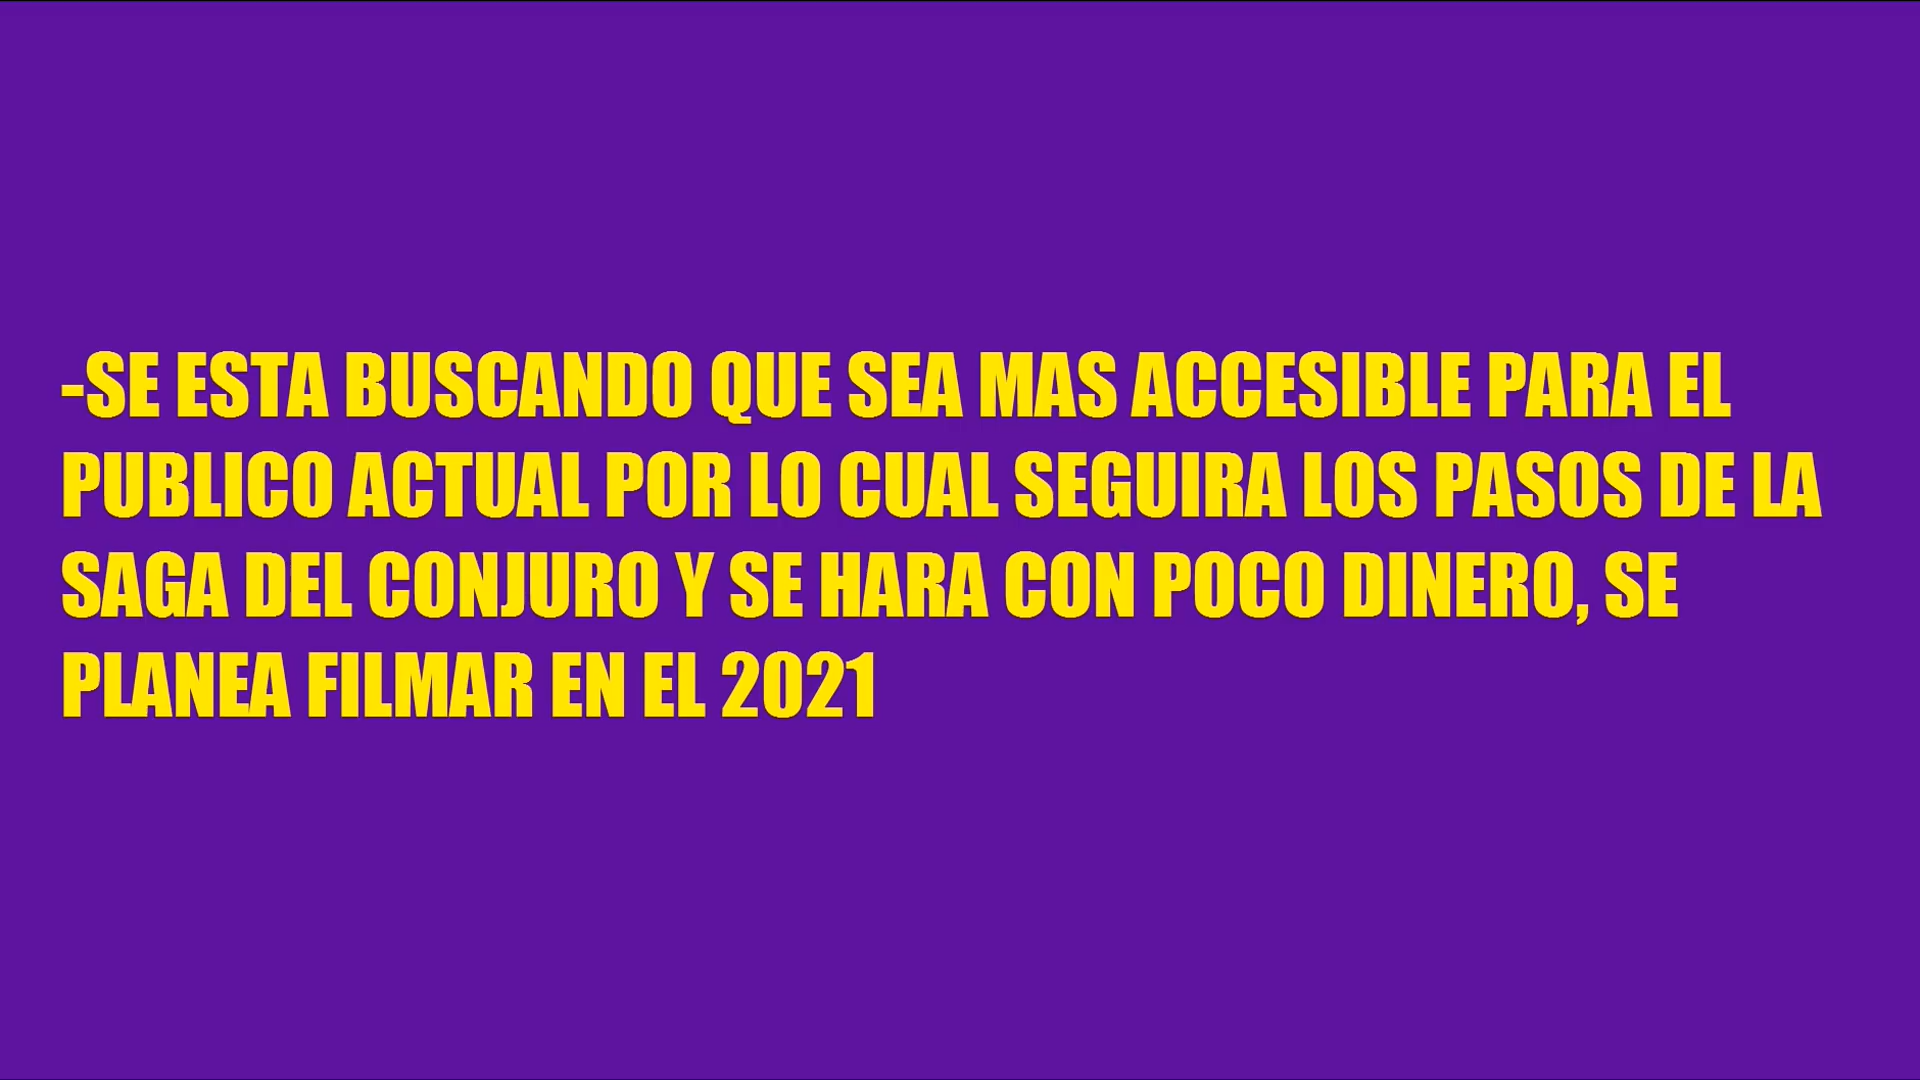 -SE ESTA BUSCANDO QUE SEA MAS ACCESIBLE PARA EL
PUBLICO ACTUAL POR LO CUAL SEGUIRA LOS PASOS DE LA
SAGA DEL CONJURO Y SE HARA CON POCO DINERO, SE
PLANEA FILMAR EN EL 2021